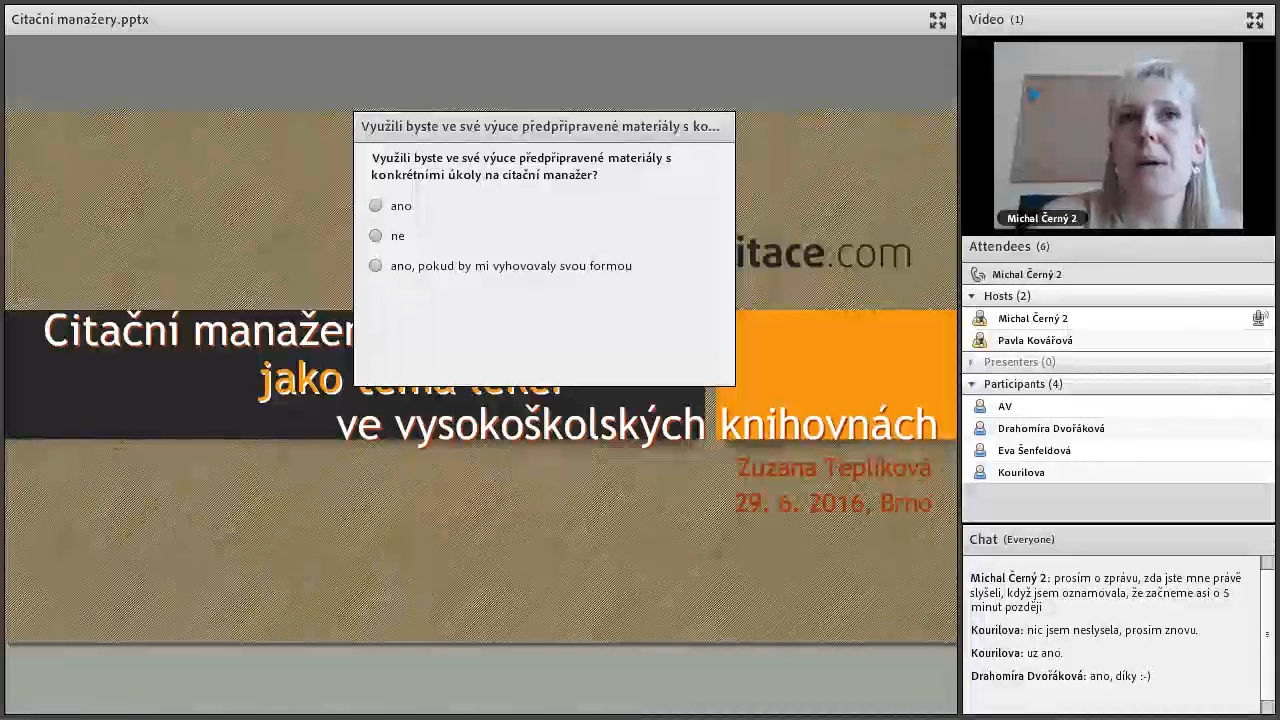 Citační manažery.pptx
Využili byste ve své výuce předpřipravené materiály s ko...
Využili byste ve své výuce předpřipravené materiály s
konkrétními úkoly na citační manažer?
ano
ne
ano, pokud by mi vyhovovaly svou formou
itace.com
Citační manažer
jako téma lekcí
ve vysokoškolských knihovnách
Zuzana Teplíková
29. 6. 2016, Brno
Video (1)
Michal Černý 2
Attendees (6)
Michal Černý 2
Hosts (2)
Michal Černý 2
Pavla Kovářová
Presenters (0)
Participants (4)
AV
Drahomíra Dvořáková
Eva Šenfeldová
Kourilova
Chat (Everyone)
Michal Černý 2: prosím o zprávu, zda jste mne právě
slyšeli, když jsem oznamovala, že začneme asi o 5
minut později
Kourilova: nic jsem neslysela, prosim znovu.
Kourilova: uz ano.
Drahomíra Dvořáková: ano, díky :-)